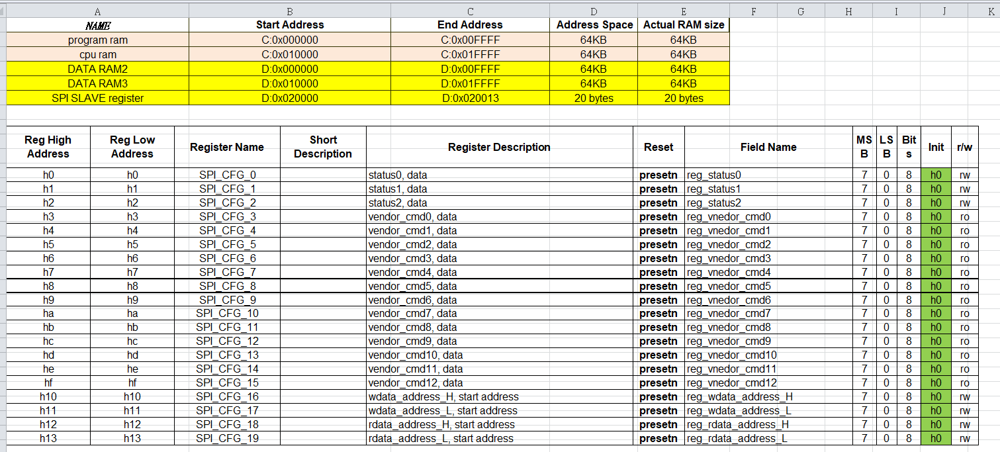 A B C D E F G H I J K
NAME Start Address End Address Address Space Actual RAM size
program ram C:0x000000 C:0x00FFFF 64KB 64KB
cpu ram C:0x010000 C:0x01FFFF 64KB 64KB
DATA RAM2 D:0x000000 D:0x00FFFF 64KB 64KB
DATA RAM3 D:0x010000 D:0x01FFFF 64KB 64KB
SPI SLAVE register D:0x020000 D:0x020013 20 bytes 20 bytes
Reg High Address Reg Low Address Register Name Short Description Register Description Reset Field Name MSB LSB Bits Init r/w
h0 h0 SPI_CFG_0 status0, data presetn reg_status0 7 0 8 h0 rw
h1 h1 SPI_CFG_1 status1, data presetn reg_status1 7 0 8 h0 rw
h2 h2 SPI_CFG_2 status2, data presetn reg_status2 7 0 8 h0 rw
h3 h3 SPI_CFG_3 vendor_cmd0, data presetn reg_vnedor_cmd0 7 0 8 h0 ro
h4 h4 SPI_CFG_4 vendor_cmd1, data presetn reg_vnedor_cmd1 7 0 8 h0 ro
h5 h5 SPI_CFG_5 vendor_cmd2, data presetn reg_vnedor_cmd2 7 0 8 h0 ro
h6 h6 SPI_CFG_6 vendor_cmd3, data presetn reg_vnedor_cmd3 7 0 8 h0 ro
h7 h7 SPI_CFG_7 vendor_cmd4, data presetn reg_vnedor_cmd4 7 0 8 h0 ro
h8 h8 SPI_CFG_8 vendor_cmd5, data presetn reg_vnedor_cmd5 7 0 8 h0 ro
h9 h9 SPI_CFG_9 vendor_cmd6, data presetn reg_vnedor_cmd6 7 0 8 h0 ro
ha ha SPI_CFG_10 vendor_cmd7, data presetn reg_vnedor_cmd7 7 0 8 h0 ro
hb hb SPI_CFG_11 vendor_cmd8, data presetn reg_vnedor_cmd8 7 0 8 h0 ro
hc hc SPI_CFG_12 vendor_cmd9, data presetn reg_vnedor_cmd9 7 0 8 h0 ro
hd hd SPI_CFG_13 vendor_cmd10, data presetn reg_vnedor_cmd10 7 0 8 h0 ro
he he SPI_CFG_14 vendor_cmd11, data presetn reg_vnedor_cmd11 7 0 8 h0 ro
hf hf SPI_CFG_15 vendor_cmd12, data presetn reg_vnedor_cmd12 7 0 8 h0 ro
h10 h10 SPI_CFG_16 wdata_address_H, start address presetn reg_wdata_address_H 7 0 8 h0 rw
h11 h11 SPI_CFG_17 wdata_address_L, start address presetn reg_wdata_address_L 7 0 8 h0 rw
h12 h12 SPI_CFG_18 rdata_address_H, start address presetn reg_rdata_address_H 7 0 8 h0 rw
h13 h13 SPI_CFG_19 rdata_address_L, start address presetn reg_rdata_address_L 7 0 8 h0 rw